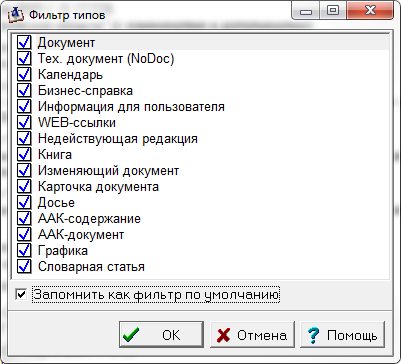 Фильтр типов
Документ
Тех. документ (NoDoc)
Календарь
Бизнес-справка
Информация для пользователя
WEB-ссылки
Недействующая редакция
Книга
Изменяющий документ
Карточка документа
Досье
ААК-содержание
ААК-документ
Графика
Словарная статья
Запомнить как фильтр по умолчанию
OK Отмена Помощь